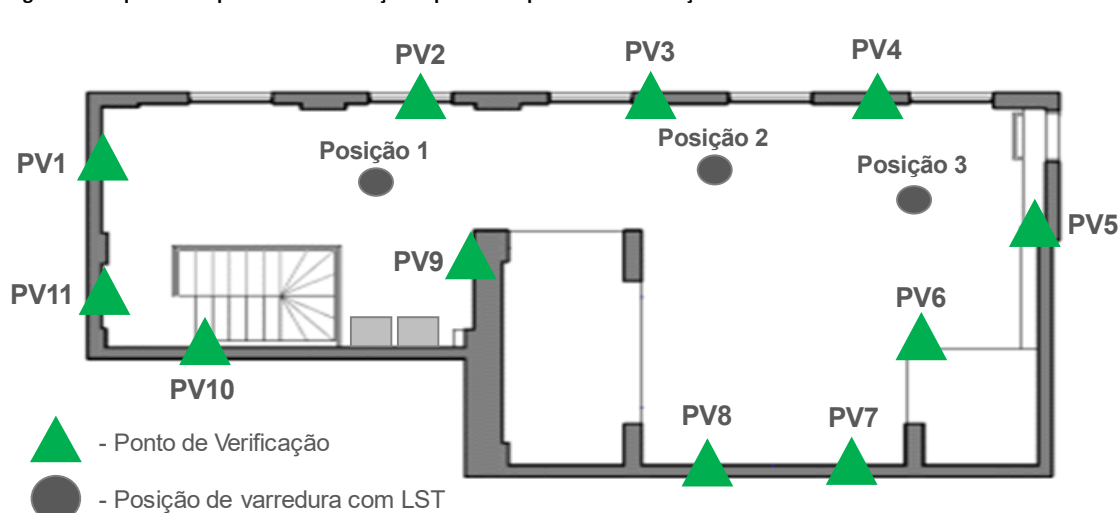 PV2
PV3
PV4
Posição 1
Posição 2
Posição 3
PV1
PV5
PV9
PV11
PV6
PV10
PV8
PV7
- Ponto de Verificação
- Posição de varredura com LST